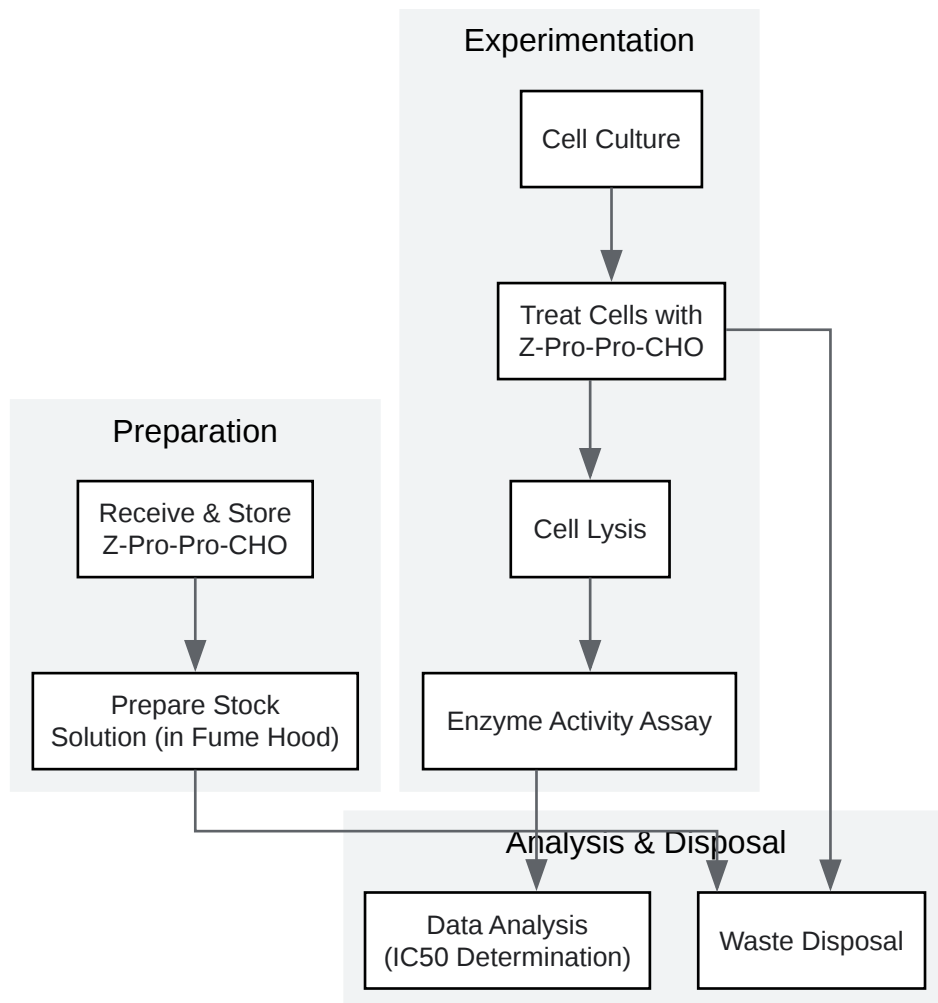 Experimentation
Cell Culture
Treat Cells with
Z-Pro-Pro-CHO
Preparation
Receive & Store
Z-Pro-Pro-CHO
Cell Lysis
Prepare Stock
Solution (in Fume Hood)
Enzyme Activity Assay
Analysis & Disposal
Data Analysis
(IC50 Determination)
Waste Disposal